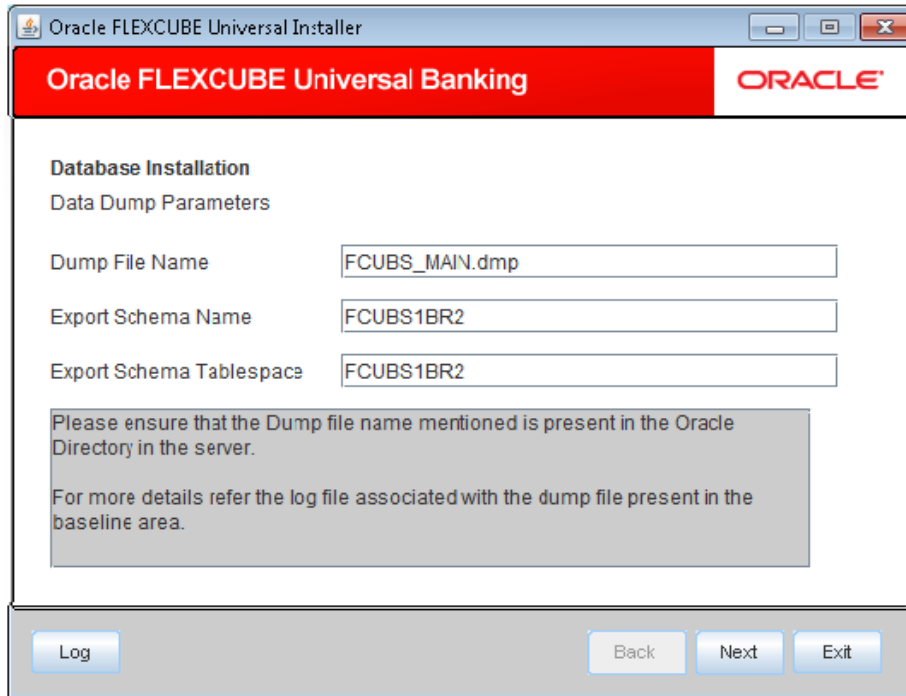 Oracle FLEXCUBE Universal Installer
Oracle FLEXCUBE Universal Banking
ORACLE®
Database Installation
Data Dump Parameters
Dump File Name FCUBS_MAIN.dmp
Export Schema Name FCUBS1BR2
Export Schema Tablespace FCUBS1BR2
Please ensure that the Dump file name mentioned is present in the Oracle
Directory in the server.
For more details refer the log file associated with the dump file present in the
baseline area.
Log Back Next Exit